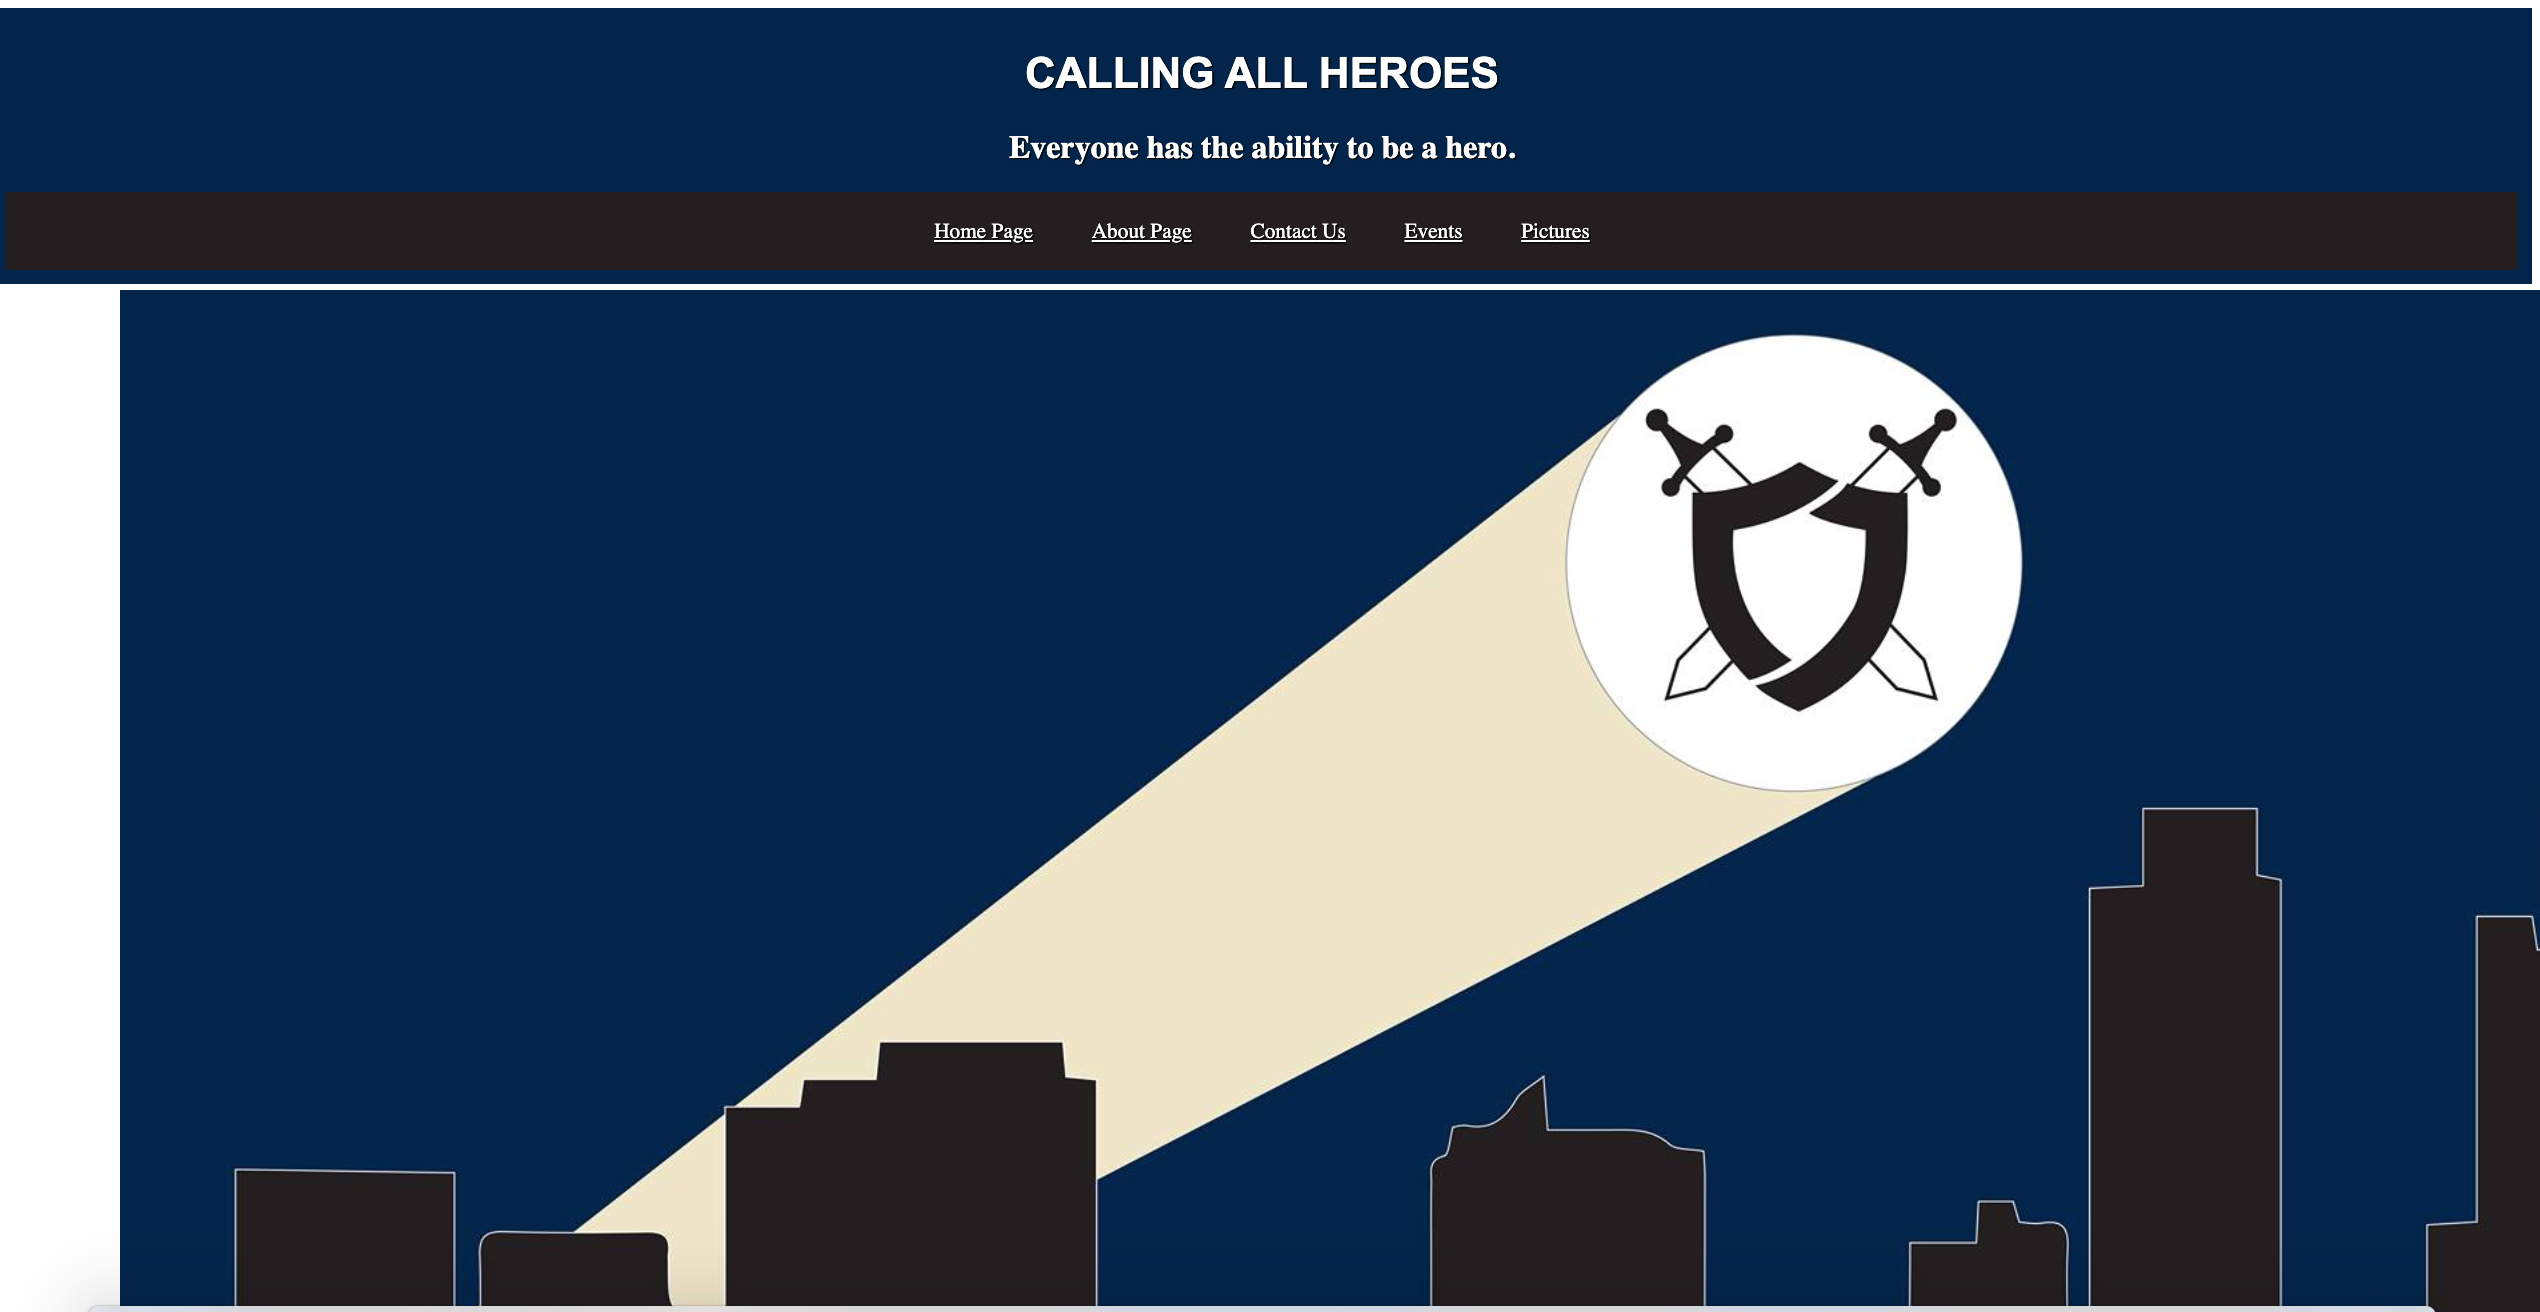 CALLING ALL HEROES
Everyone has the ability to be a hero.
Home Page About Page Contact Us Events Pictures